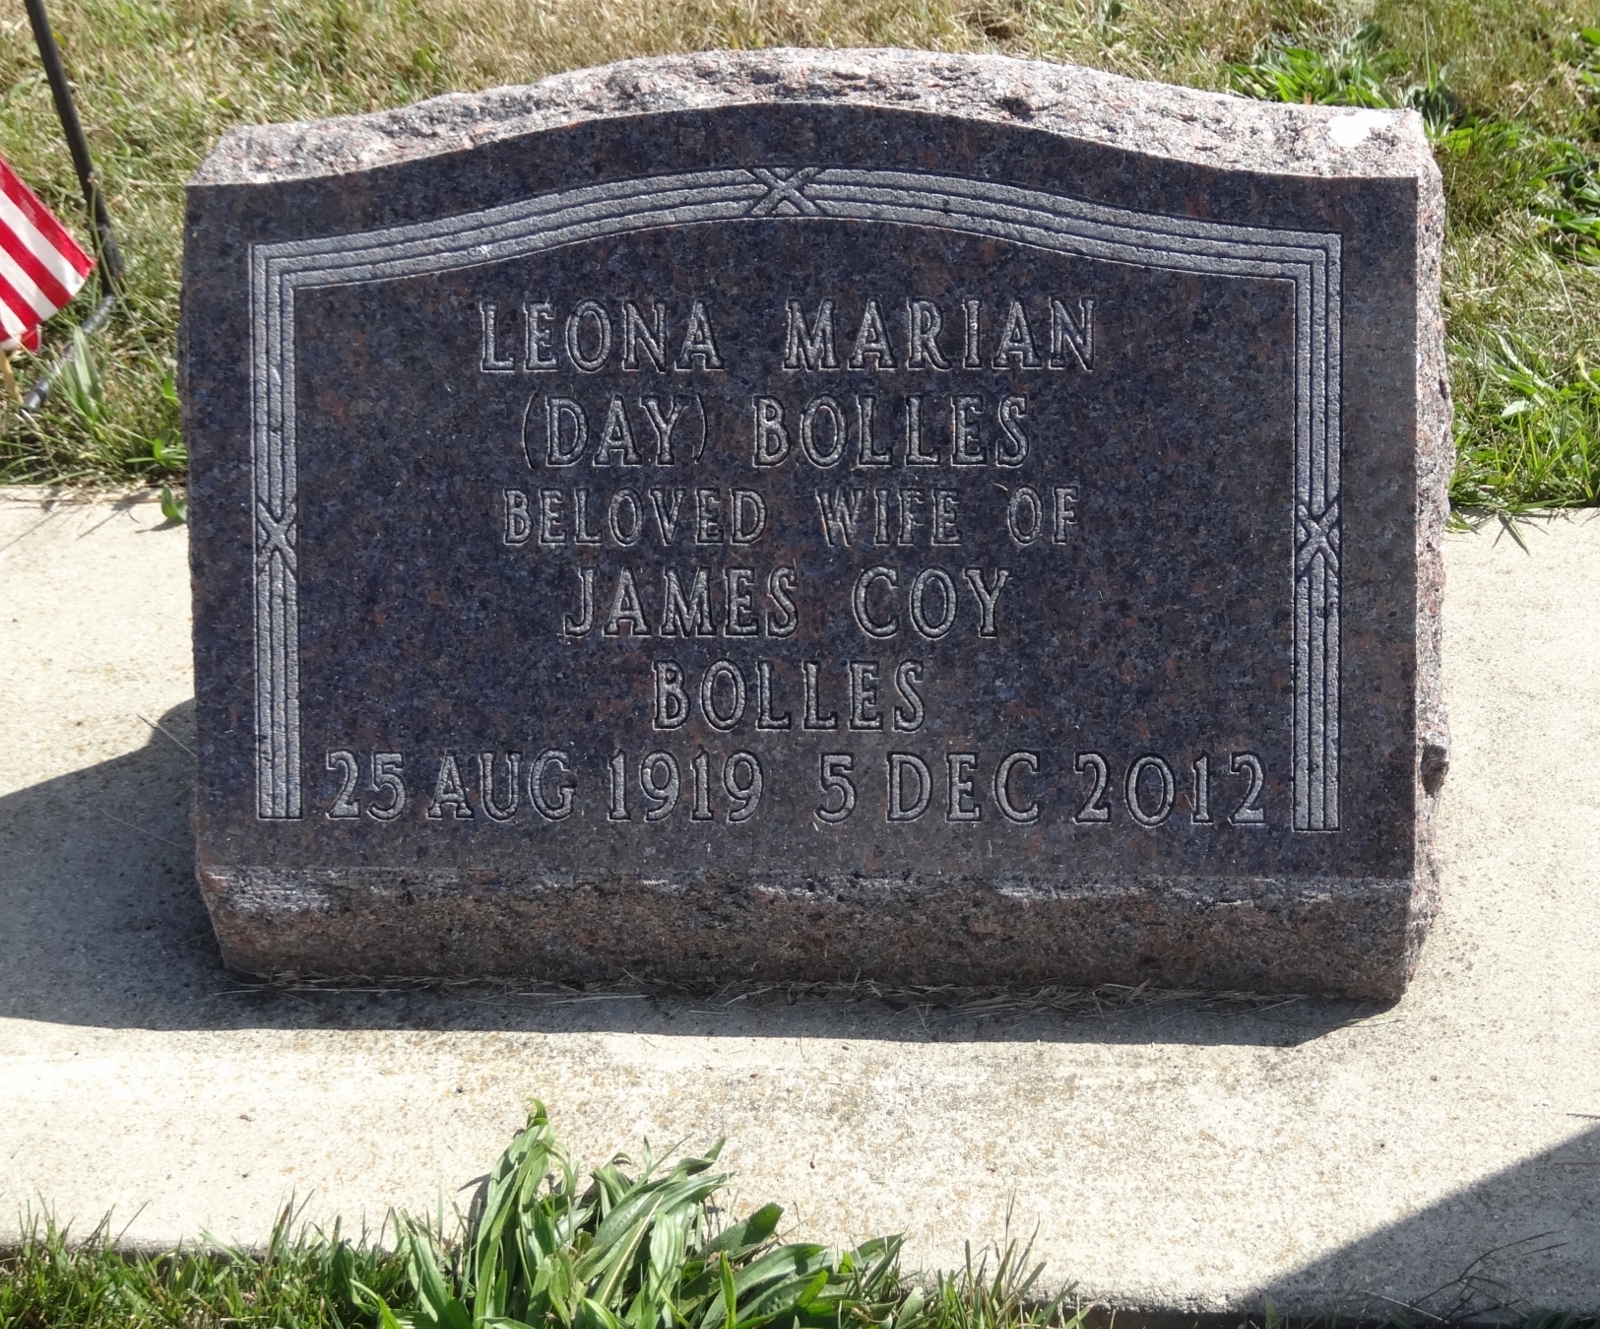 LEONA MARIAN
(DAY) BOLLES
BELOVED WIFE OF
JAMES COY
BOLLES
25 AUG 1919 5 DEC 2012